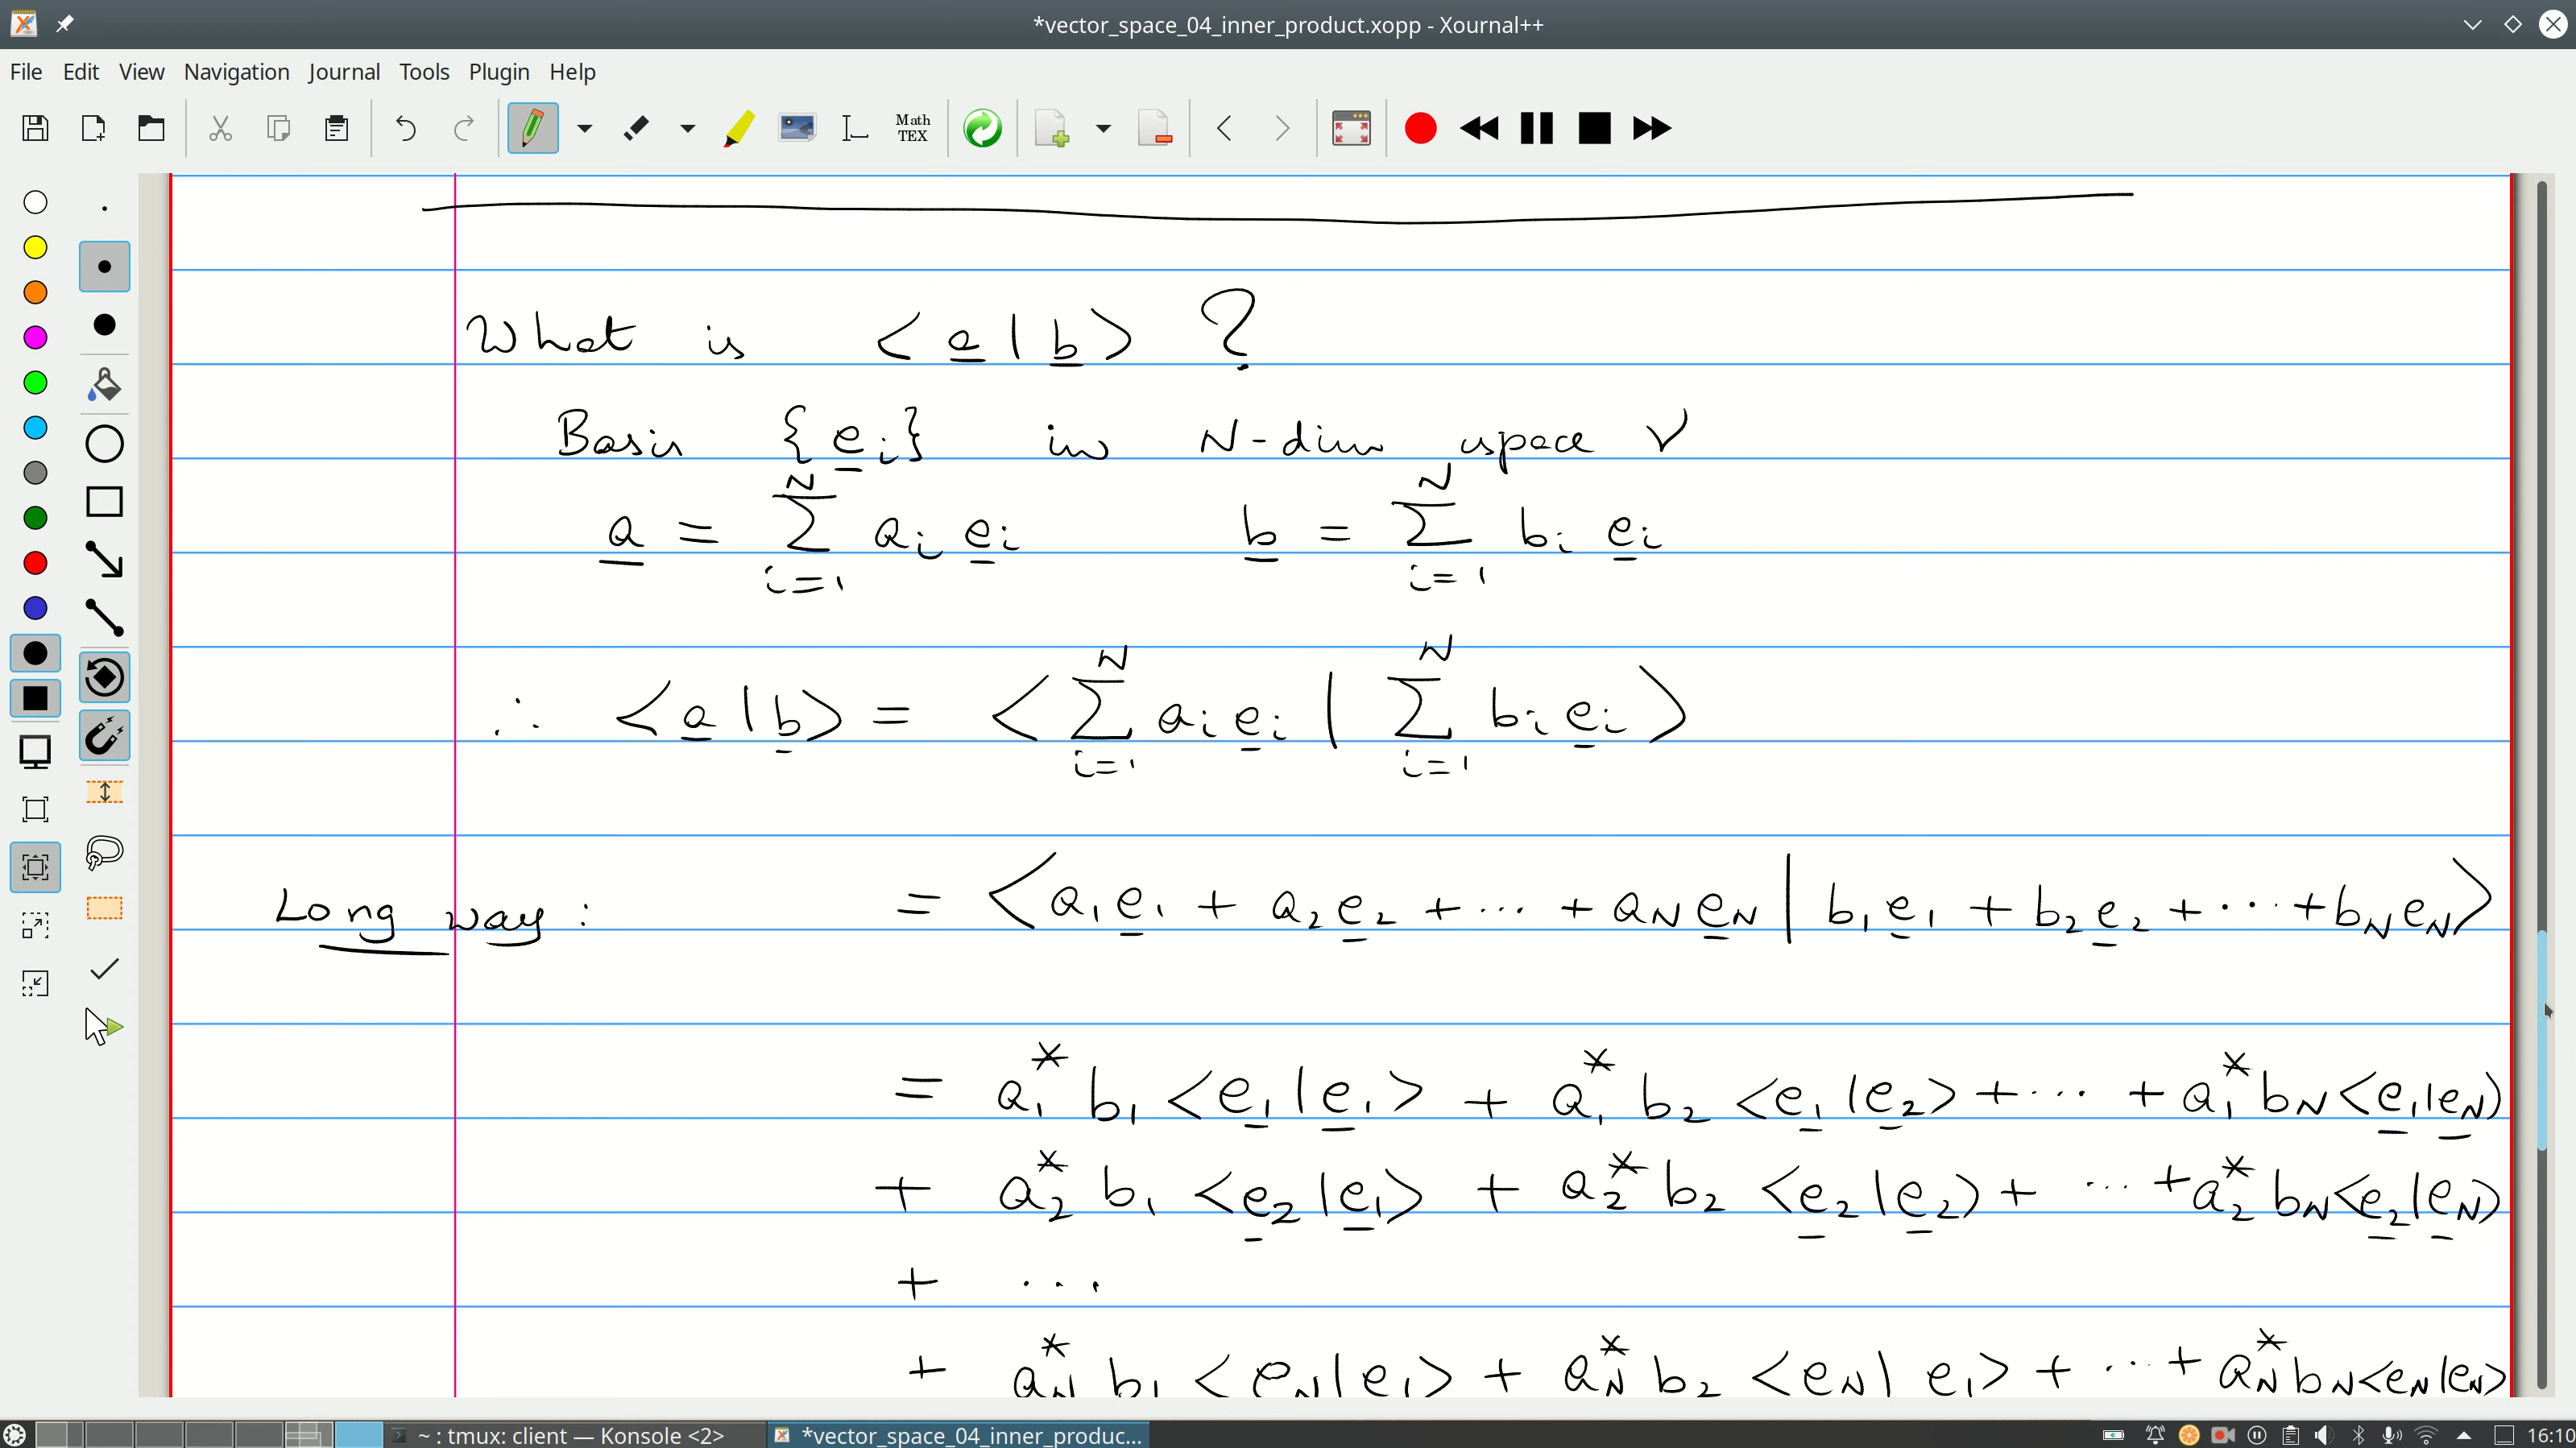 *vector_space_04_inner_product.xopp - Xournal++
File Edit View Navigation Journal Tools Plugin Help
Math
TEX
What is < a | b > ?
Basis {e_i} in N-dim space V
a = ∑_{i=1}^{N} a_i e_i b = ∑_{i=1}^{N} b_i e_i
∴ <a|b> = <∑_{i=1}^{N} a_i e_i | ∑_{i=1}^{N} b_i e_i>
Long way: = <a_1 e_1 + a_2 e_2 + ... + a_N e_N | b_1 e_1 + b_2 e_2 + ... + b_N e_N>
= a_1^* b_1 <e_1|e_1> + a_1^* b_2 <e_1|e_2> + ... + a_1^* b_N <e_1|e_N>
+ a_2^* b_1 <e_2|e_1> + a_2^* b_2 <e_2|e_2> + ... + a_2^* b_N <e_2|e_N>
+ ...
+ a_N^* b_1 <e_N|e_1> + a_N^* b_2 <e_N|e_1> + ... + a_N^* b_N <e_N|e_N>
~ : tmux: client — Konsole <2> *vector_space_04_inner_produc... 16:10